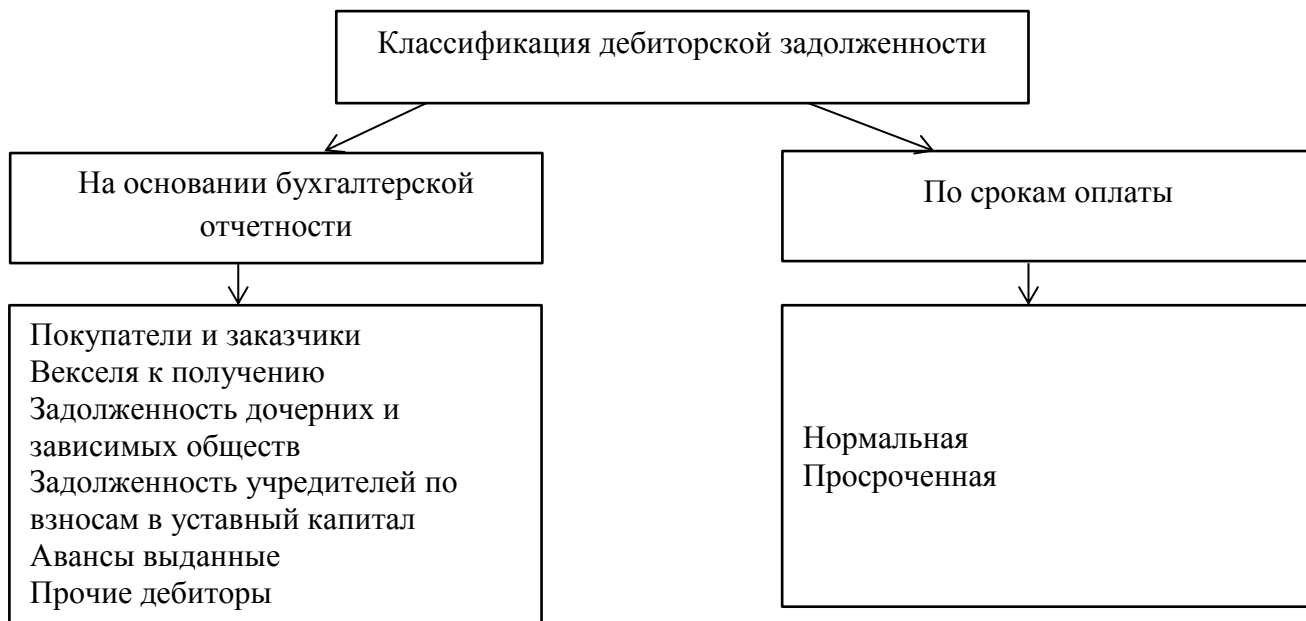 Классификация дебиторской задолженности
На основании бухгалтерской
отчетности
По срокам оплаты
Покупатели и заказчики
Векселя к получению
Задолженность дочерних и
зависимых обществ
Задолженность учредителей по
взносам в уставный капитал
Авансы выданные
Прочие дебиторы
Нормальная
Просроченная